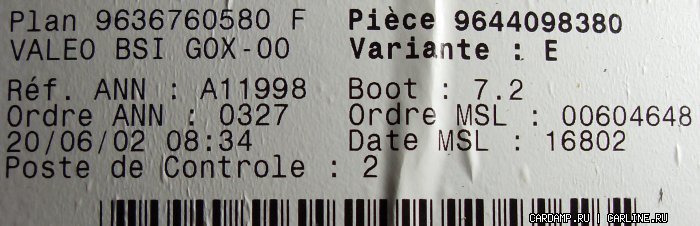 Plan 9636760580 F Pièce 9644098380
VALEO BSI GOX-00 Variante : E
Réf. ANN : A11998 Boot : 7.2
Ordre ANN : 0327 Ordre MSL : 00604648
20/06/02 08:34 Date MSL : 16802
Poste de Controle : 2
CARDAMP.RU | CARLINE.RU